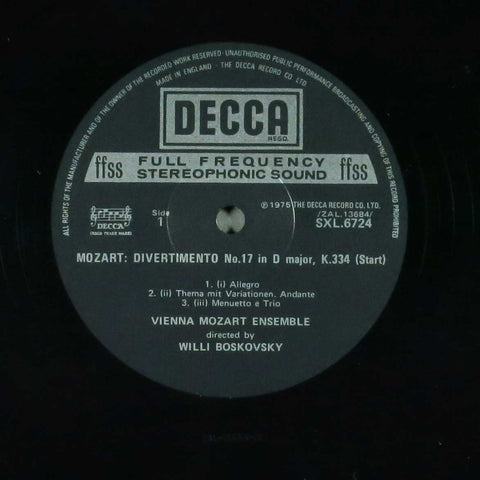 ALL RIGHTS OF THE MANUFACTURER AND OF THE OWNER OF THE RECORDED WORK RESERVED · UNAUTHORISED PUBLIC PERFORMANCE BROADCASTING AND COPYING OF THIS RECORD PROHIBITED
MADE IN ENGLAND · THE DECCA RECORD CO LTD.
DECCA
REGD.
ffss FULL FREQUENCY ffss
STEREOPHONIC SOUND
DECCA
Side
1
Ⓟ1975 THE DECCA RECORD CO. LTD.
/ZAL.13684/
SXL.6724
MOZART: DIVERTIMENTO No.17 in D major, K.334 (Start)
1. (i) Allegro
2. (ii) Thema mit Variationen. Andante
3. (iii) Menuetto e Trio
VIENNA MOZART ENSEMBLE
directed by
WILLI BOSKOVSKY